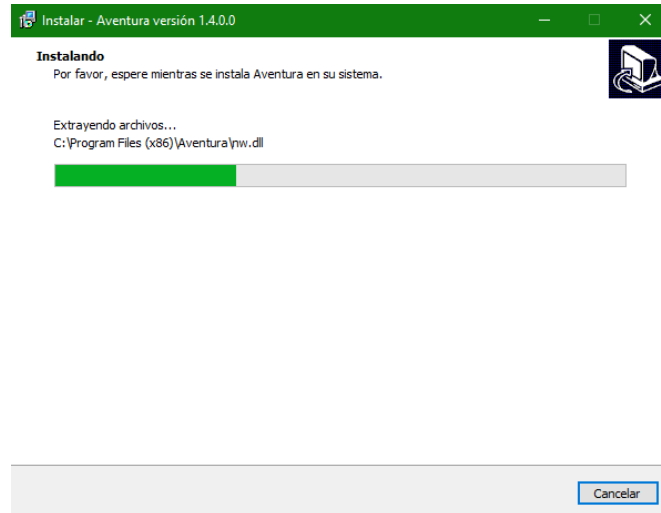 Instalar - Aventura versión 1.4.0.0
Instalando
Por favor, espere mientras se instala Aventura en su sistema.
Extrayendo archivos...
C:\Program Files (x86)\Aventura\nw.dll
Cancelar